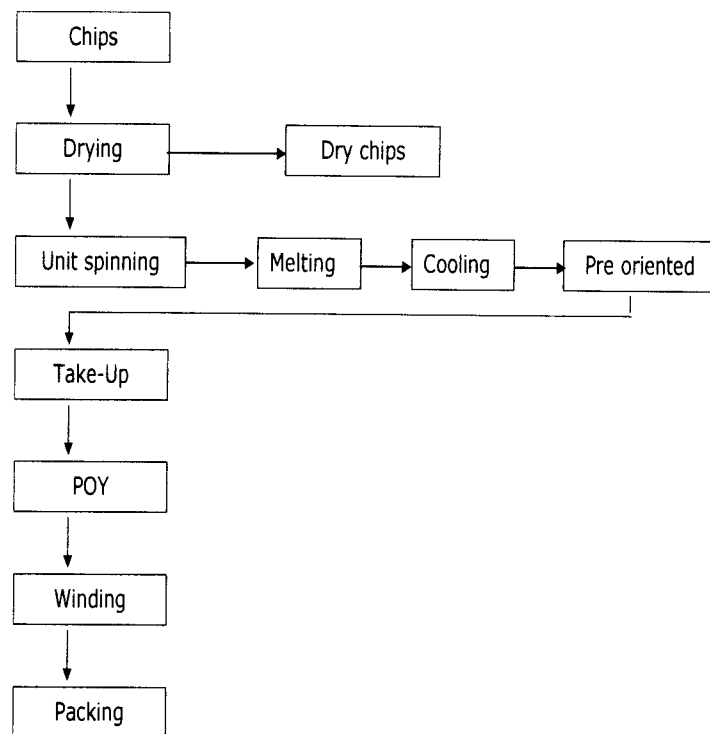 Chips
Drying
Dry chips
Unit spinning
Melting
Cooling
Pre oriented
Take-Up
POY
Winding
Packing